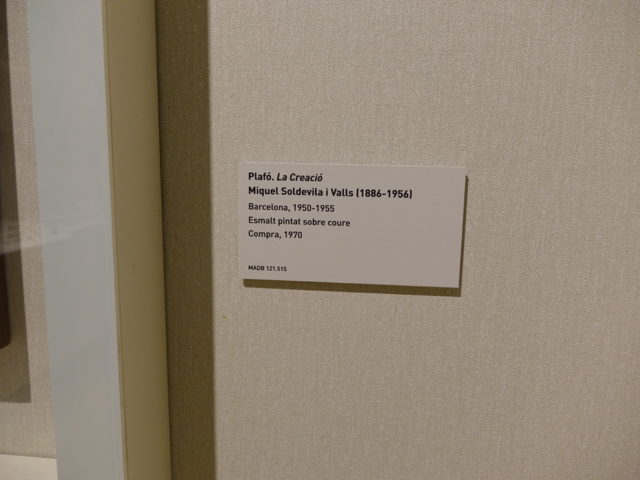 Plafó. La Creació
Miquel Soldevila i Valls (1886-1956)
Barcelona, 1950-1955
Esmalt pintat sobre coure
Compra, 1970
MADB 121.515